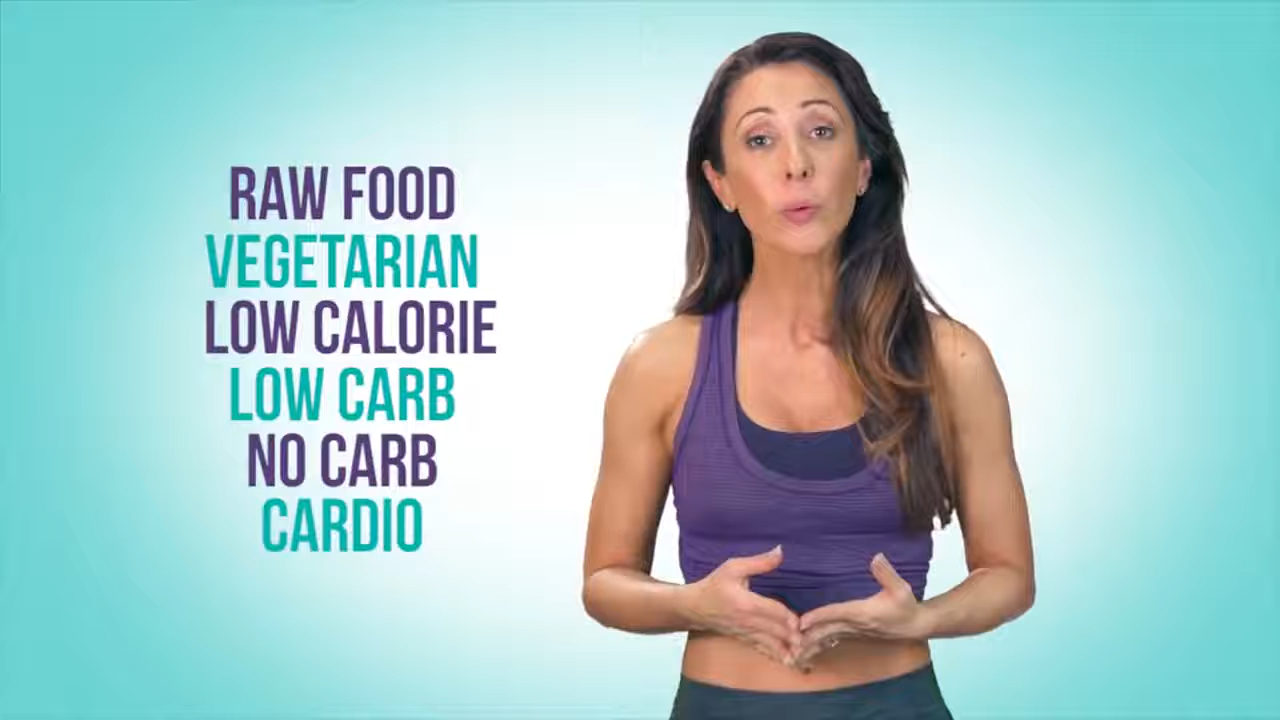 RAW FOOD
VEGETARIAN
LOW CALORIE
LOW CARB
NO CARB
CARDIO